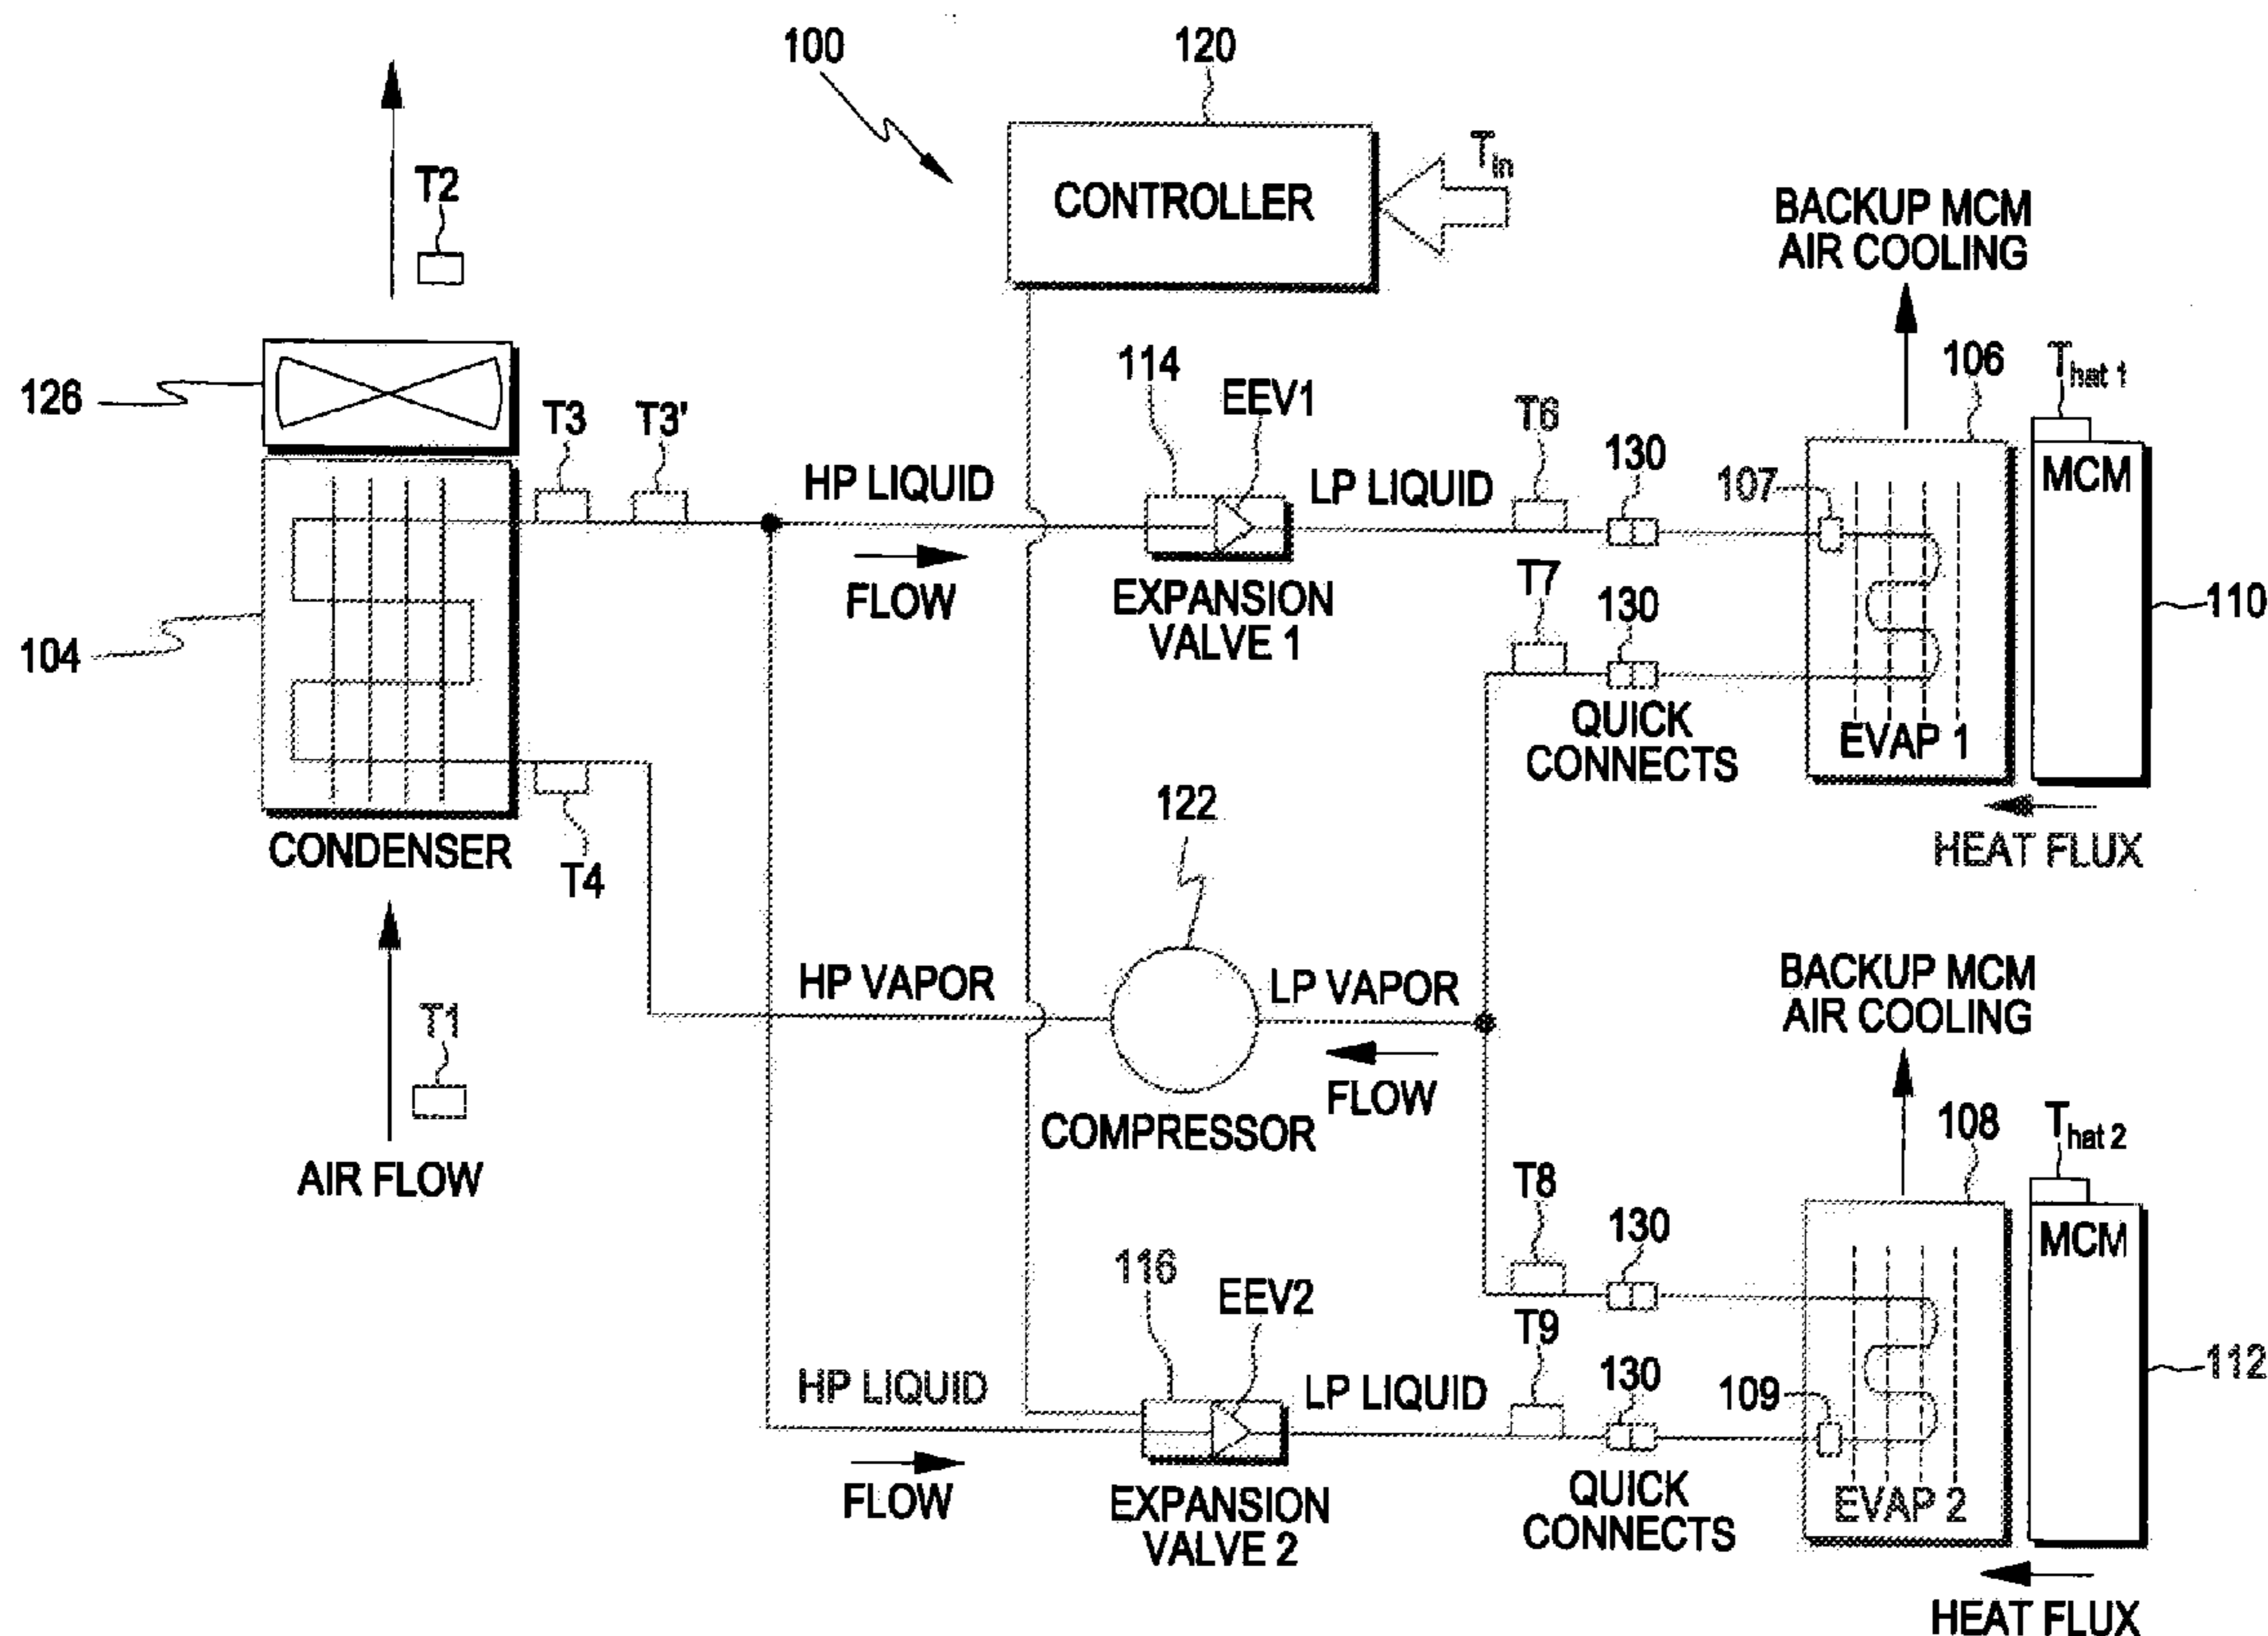 100
120
T2
CONTROLLER
Tin
BACKUP MCM
AIR COOLING
126
T3
T3'
114
EEV1
T6
130
106
That 1
HP LIQUID
LP LIQUID
107
MCM
FLOW
EXPANSION
VALVE 1
T7
130
110
104
QUICK
CONNECTS
EVAP 1
CONDENSER
T4
122
HEAT FLUX
HP VAPOR
LP VAPOR
BACKUP MCM
AIR COOLING
T1
FLOW
COMPRESSOR
AIR FLOW
108
That 2
T8
130
MCM
116
EEV2
T9
HP LIQUID
LP LIQUID
130
109
112
FLOW
EXPANSION
VALVE 2
QUICK
CONNECTS
EVAP 2
HEAT FLUX